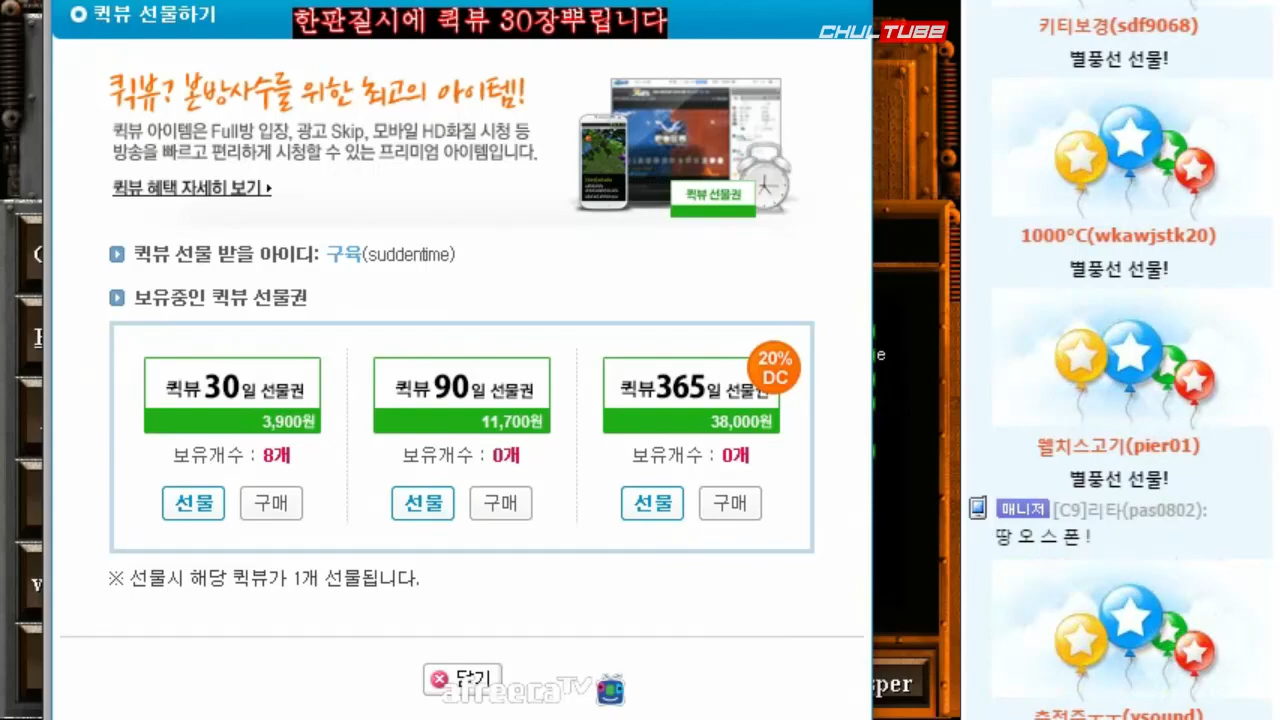 퀵뷰 선물하기
한판질시에 퀵뷰 30장뿌립니다
CHULTUBE
퀵뷰? 본방사수를 위한 최고의 아이템!
퀵뷰 아이템은 Full방 입장, 광고 Skip, 모바일 HD화질 시청 등
방송을 빠르고 편리하게 시청할 수 있는 프리미엄 아이템입니다.
퀵뷰 혜택 자세히 보기
퀵뷰 선물권
퀵뷰 선물 받을 아이디: 구육(suddentime)
보유중인 퀵뷰 선물권
퀵뷰 30일 선물권
3,900원
보유개수 : 8개
선물 구매
퀵뷰 90일 선물권
11,700원
보유개수 : 0개
선물 구매
20% DC
퀵뷰 365일 선물권
38,000원
보유개수 : 0개
선물 구매
※ 선물시 해당 퀵뷰가 1개 선물됩니다.
닫기
afreecaTV
키티보경(sdf9068)
별풍선 선물!
1000°C(wkawjstk20)
별풍선 선물!
웰치스고기(pier01)
별풍선 선물!
매니저 [C9]리타(pas0802):
땅 오 스 폰 !